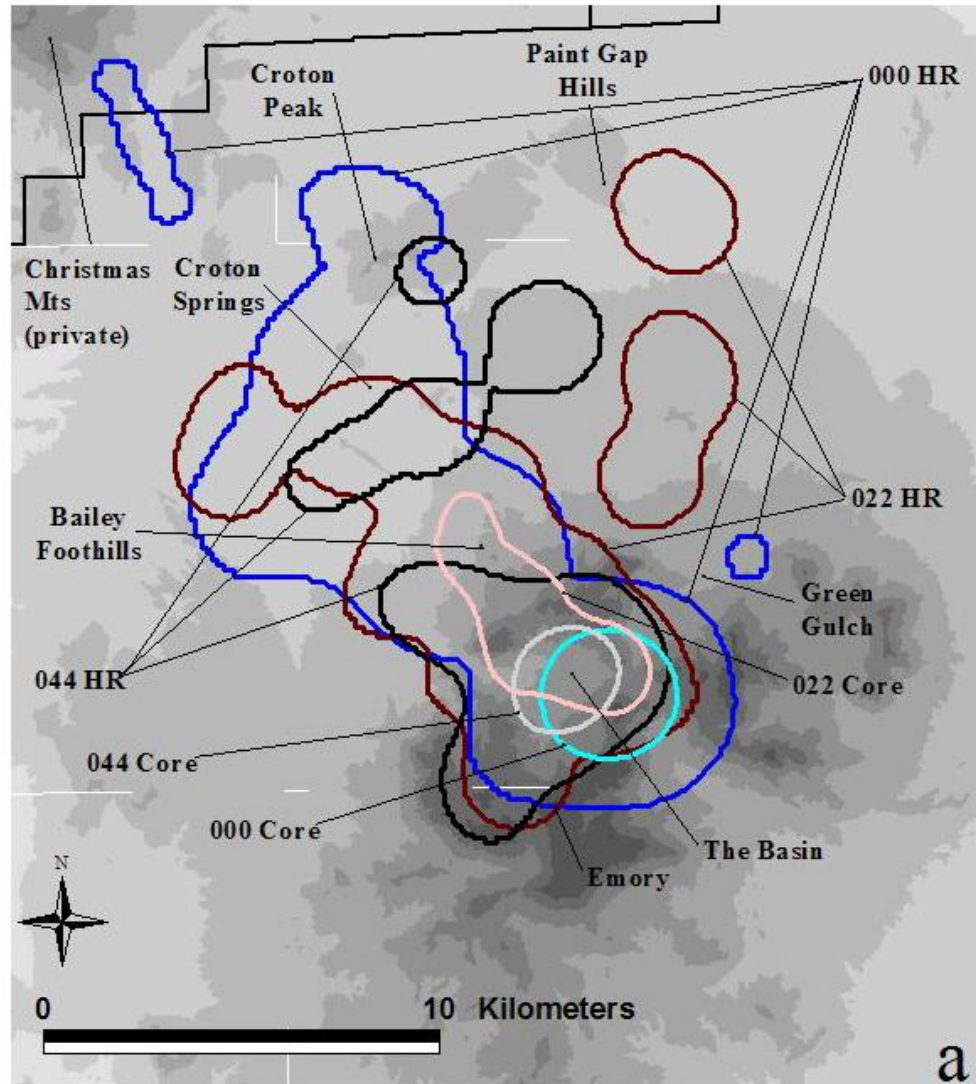 Croton
Peak
Paint Gap
Hills
000 HR
Christmas
Mts
(private)
Croton
Springs
022 HR
Bailey
Foothills
Green
Gulch
044 HR
022 Core
044 Core
000 Core
The Basin
Emory
N
0 10 Kilometers
a